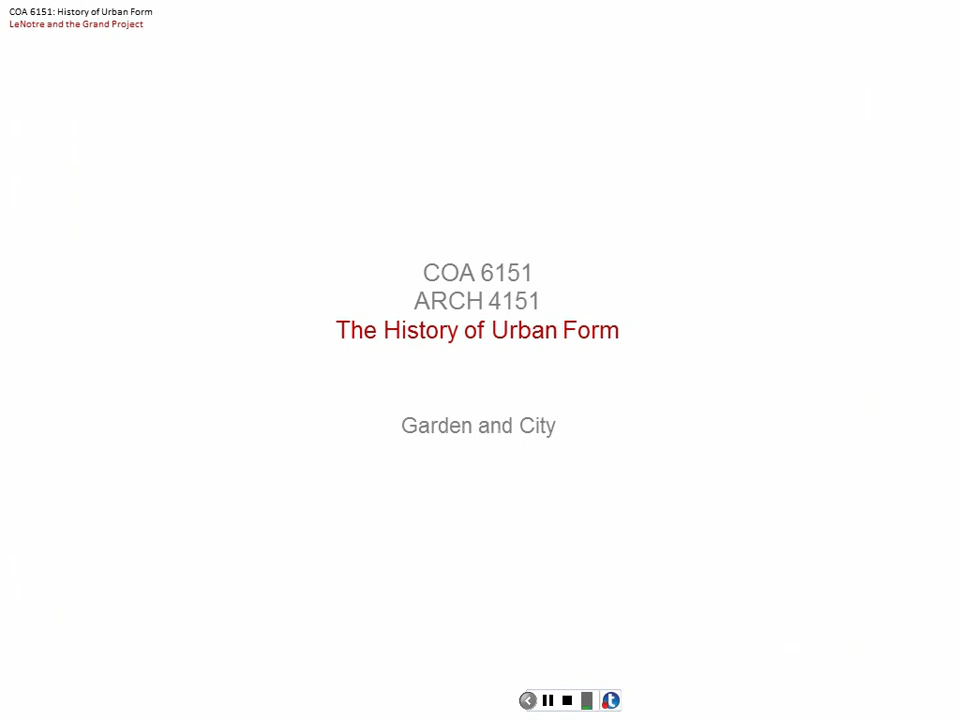 COA 6151: History of Urban Form
LeNotre and the Grand Project
COA 6151
ARCH 4151
The History of Urban Form
Garden and City
t